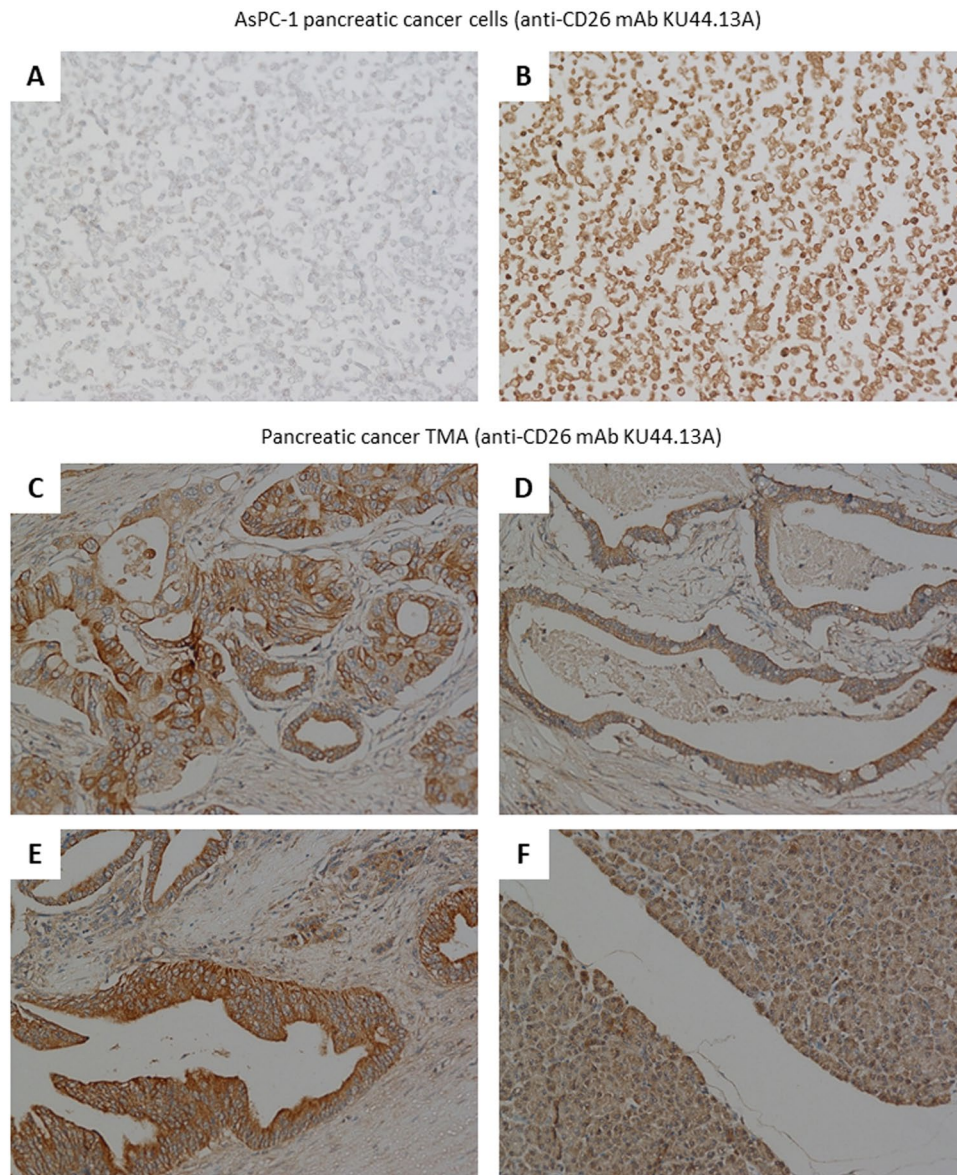 AsPC-1 pancreatic cancer cells (anti-CD26 mAb KU44.13A)
A
B
Pancreatic cancer TMA (anti-CD26 mAb KU44.13A)
C
D
E
F